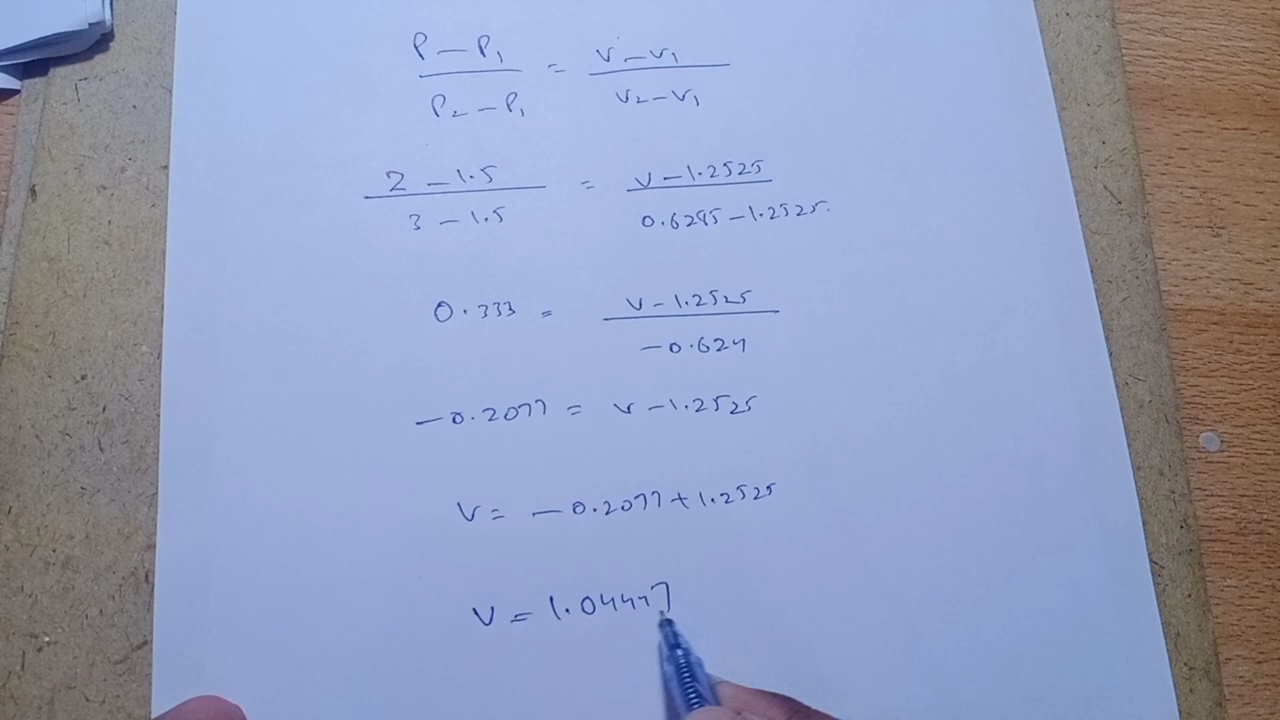 P - P₁ / P₂ - P₁ = V - V₁ / V₂ - V₁
2 - 1.5 / 3 - 1.5 = V - 1.2525 / 0.6285 - 1.2525.
0.333 = V - 1.2525 / -0.624
-0.2077 = V - 1.2525
V = -0.2077 + 1.2525
V = 1.04447